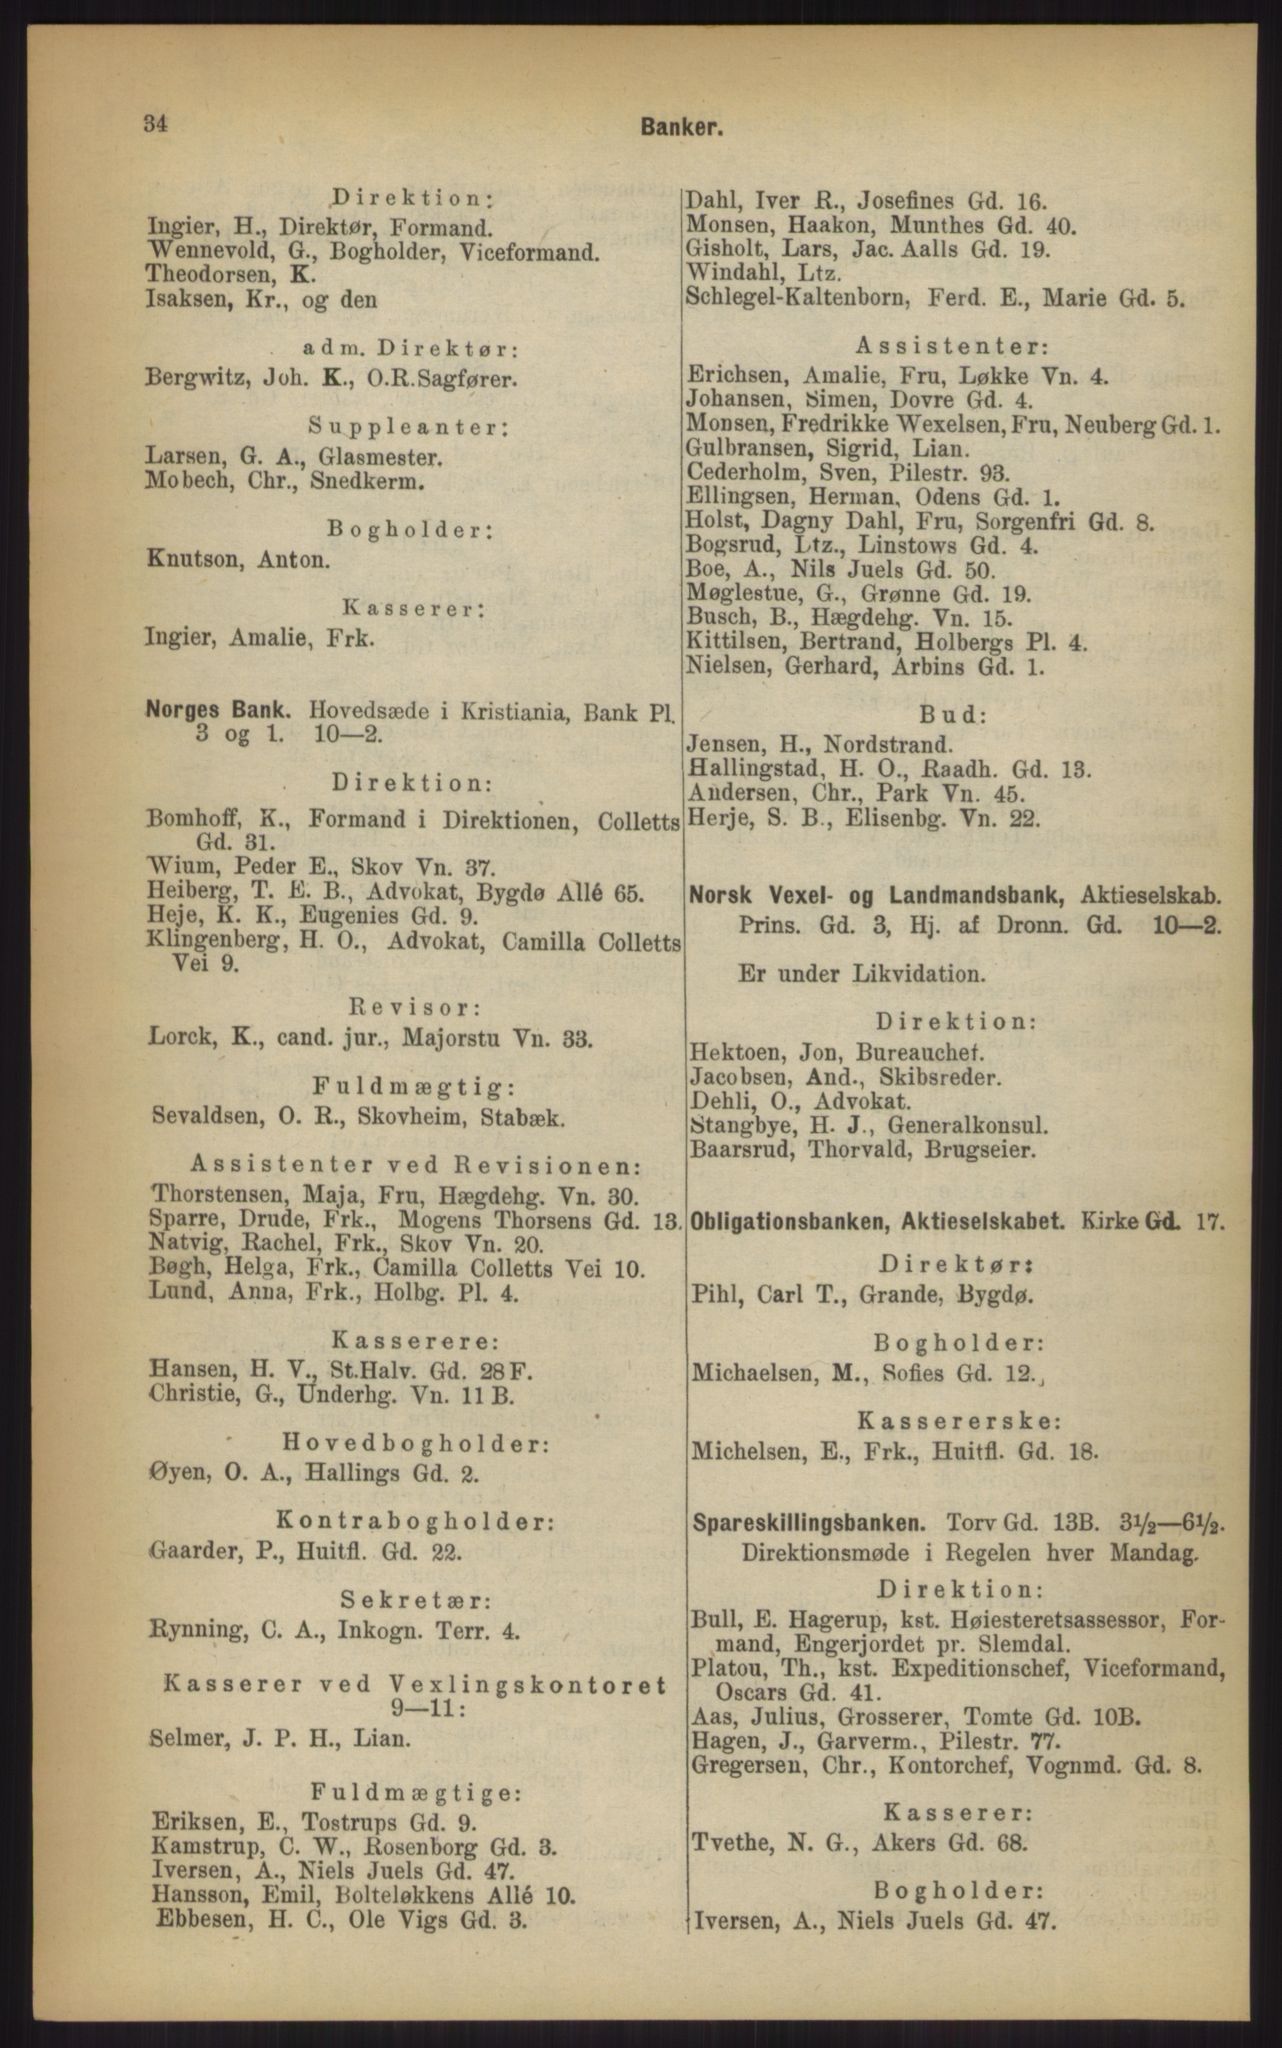 34
Banker.
Direktion:
Ingier, H., Direktør, Formand.
Wennevold, G., Bogholder, Viceformand.
Theodorsen, K.
Isaksen, Kr., og den
adm. Direktør:
Bergwitz, Joh. K., O.R.Sagfører.
Suppleanter:
Larsen, G. A., Glasmester.
Mobech, Chr., Snedkerm.
Bogholder:
Knutson, Anton.
Kasserer:
Ingier, Amalie, Frk.
Norges Bank. Hovedsæde i Kristiania, Bank Pl.
3 og 1. 10—2.
Direktion:
Bomhoff, K., Formand i Direktionen, Colletts
Gd. 31.
Wium, Peder E., Skov Vn. 37.
Heiberg, T. E. B., Advokat, Bygdø Allé 65.
Heje, K. K., Eugenies Gd. 9.
Klingenberg, H. O., Advokat, Camilla Colletts
Vei 9.
Revisor:
Lorck, K., cand. jur., Majorstu Vn. 33.
Fuldmægtig:
Sevaldsen, O. R., Skovheim, Stabæk.
Assistenter ved Revisionen:
Thorstensen, Maja, Fru, Hægdehg. Vn. 30.
Sparre, Drude, Frk., Mogens Thorsens Gd. 13.
Natvig, Rachel, Frk., Skov Vn. 20.
Bøgh, Helga, Frk., Camilla Colletts Vei 10.
Lund, Anna, Frk., Holbg. Pl. 4.
Kasserere:
Hansen, H. V., St.Halv. Gd. 28 F.
Christie, G., Underhg. Vn. 11 B.
Hovedbogholder:
Øyen, O. A., Hallings Gd. 2.
Kontrabogholder:
Gaarder, P., Huitfl. Gd. 22.
Sekretær:
Rynning, C. A., Inkogn. Terr. 4.
Kasserer ved Vexlingskontoret
9—11:
Selmer, J. P. H., Lian.
Fuldmægtige:
Eriksen, E., Tostrups Gd. 9.
Kamstrup, C. W., Rosenborg Gd. 3.
Iversen, A., Niels Juels Gd. 47.
Hansson, Emil, Bolteløkkens Allé 10.
Ebbesen, H. C., Ole Vigs Gd. 3.
Dahl, Iver R., Josefines Gd. 16.
Monsen, Haakon, Munthes Gd. 40.
Gisholt, Lars, Jac. Aalls Gd. 19.
Windahl, Ltz.
Schlegel-Kaltenborn, Ferd. E., Marie Gd. 5.
Assistenter:
Erichsen, Amalie, Fru, Løkke Vn. 4.
Johansen, Simen, Dovre Gd. 4.
Monsen, Fredrikke Wexelsen, Fru, Neuberg Gd. 1.
Gulbransen, Sigrid, Lian.
Cederholm, Sven, Pilestr. 93.
Ellingsen, Herman, Odens Gd. 1.
Holst, Dagny Dahl, Fru, Sorgenfri Gd. 8.
Bogsrud, Ltz., Linstows Gd. 4.
Boe, A., Nils Juels Gd. 50.
Møglestue, G., Grønne Gd. 19.
Busch, B., Hægdehg. Vn. 15.
Kittilsen, Bertrand, Holbergs Pl. 4.
Nielsen, Gerhard, Arbins Gd. 1.
Bud:
Jensen, H., Nordstrand.
Hallingstad, H. O., Raadh. Gd. 13.
Andersen, Chr., Park Vn. 45.
Herje, S. B., Elisenbg. Vn. 22.
Norsk Vexel- og Landmandsbank, Aktieselskab.
Prins. Gd. 3, Hj. af Dronn. Gd. 10—2.
Er under Likvidation.
Direktion:
Hektoen, Jon, Bureauchef.
Jacobsen, And., Skibsreder.
Dehli, O., Advokat.
Stangbye, H. J., Generalkonsul.
Baarsrud, Thorvald, Brugseier.
Obligationsbanken, Aktieselskabet. Kirke Gd. 17.
Direktør:
Pihl, Carl T., Grande, Bygdø.
Bogholder:
Michaelsen, M., Sofies Gd. 12.
Kassererske:
Michelsen, E., Frk., Huitfl. Gd. 18.
Spareskillingsbanken. Torv Gd. 13B. 3½—6½.
Direktionsmøde i Regelen hver Mandag.
Direktion:
Bull, E. Hagerup, kst. Høiesteretsassessor, For-
mand, Engerjordet pr. Slemdal.
Platou, Th., kst. Expeditionschef, Viceformand,
Oscars Gd. 41.
Aas, Julius, Grosserer, Tomte Gd. 10B.
Hagen, J., Garverm., Pilestr. 77.
Gregersen, Chr., Kontorchef, Vognmd. Gd. 8.
Kasserer:
Tvethe, N. G., Akers Gd. 68.
Bogholder:
Iversen, A., Niels Juels Gd. 47.